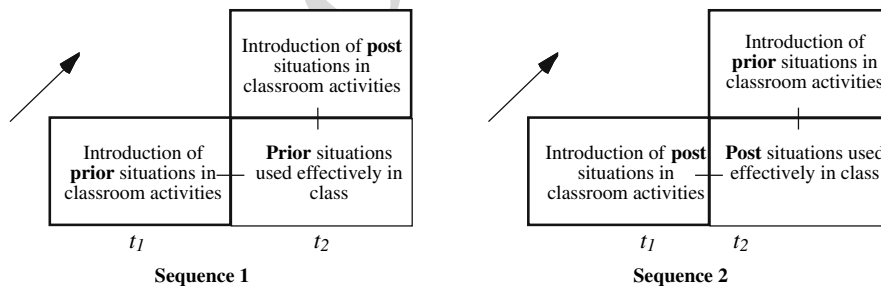 Introduction of post
situations in
classroom activities
Introduction of
prior situations in
classroom activities
Prior situations
used effectively in
class
t1
t2
Sequence 1
Introduction of
prior situations in
classroom activities
Introduction of post
situations in
classroom activities
Post situations used
effectively in class
t1
t2
Sequence 2